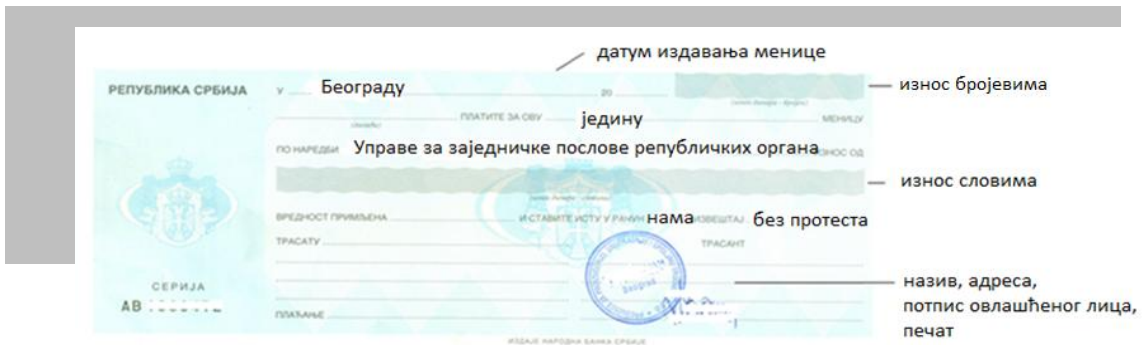 датум издавања менице
РЕПУБЛИКА СРБИЈА У Београду 20 износ бројевима
ПЛАТИТЕ ЗА ОВУ једину МЕНИЦУ
ПО НАРЕДБИ Управе за заједничке послове републичких органа ИЗНОС ОД
износ словима
ВРЕДНОСТ ПРИМЉЕНА И СТАВИТЕ ИСТУ У РАЧУН нама ИЗВЕШТАЈ без протеста
ТРАСАТУ ТРАСАНТ
Београд
СЕРИЈА
АВ
назив, адреса,
потпис овлашћеног лица,
печат
ПЛАЋАЊЕ
ИЗДАЈЕ НАРОДНА БАНКА СРБИЈЕ